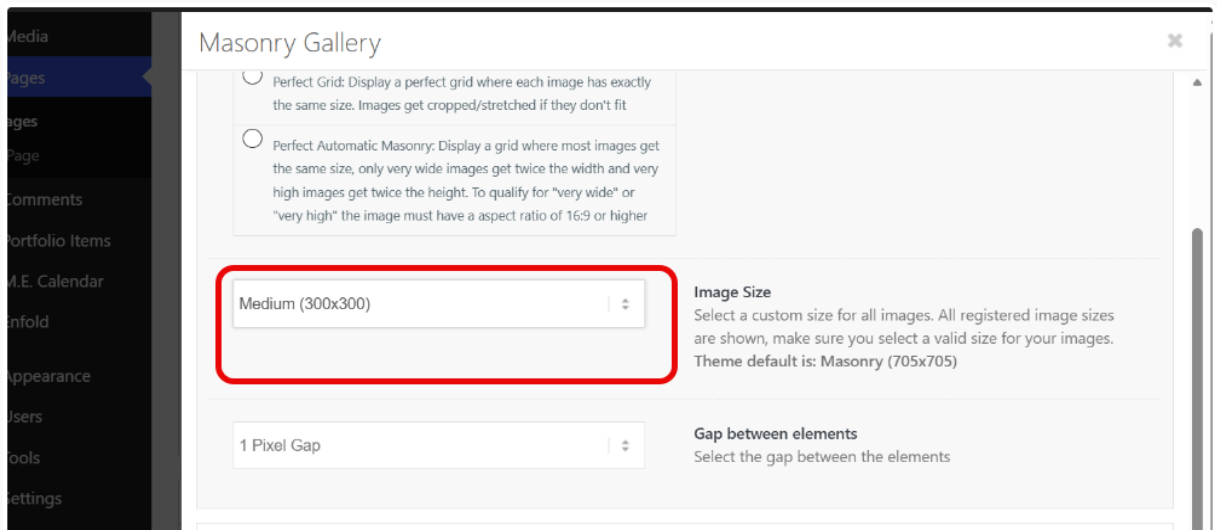 Media
Pages
Pages
Page
Comments
Portfolio Items
M.E. Calendar
Enfold
Appearance
Users
Tools
Settings
Masonry Gallery
Perfect Grid: Display a perfect grid where each image has exactly
the same size. Images get cropped/stretched if they don't fit
Perfect Automatic Masonry: Display a grid where most images get
the same size, only very wide images get twice the width and very
high images get twice the height. To qualify for "very wide" or
"very high" the image must have a aspect ratio of 16:9 or higher
Medium (300x300)
Image Size
Select a custom size for all images. All registered image sizes
are shown, make sure you select a valid size for your images.
Theme default is: Masonry (705x705)
1 Pixel Gap
Gap between elements
Select the gap between the elements